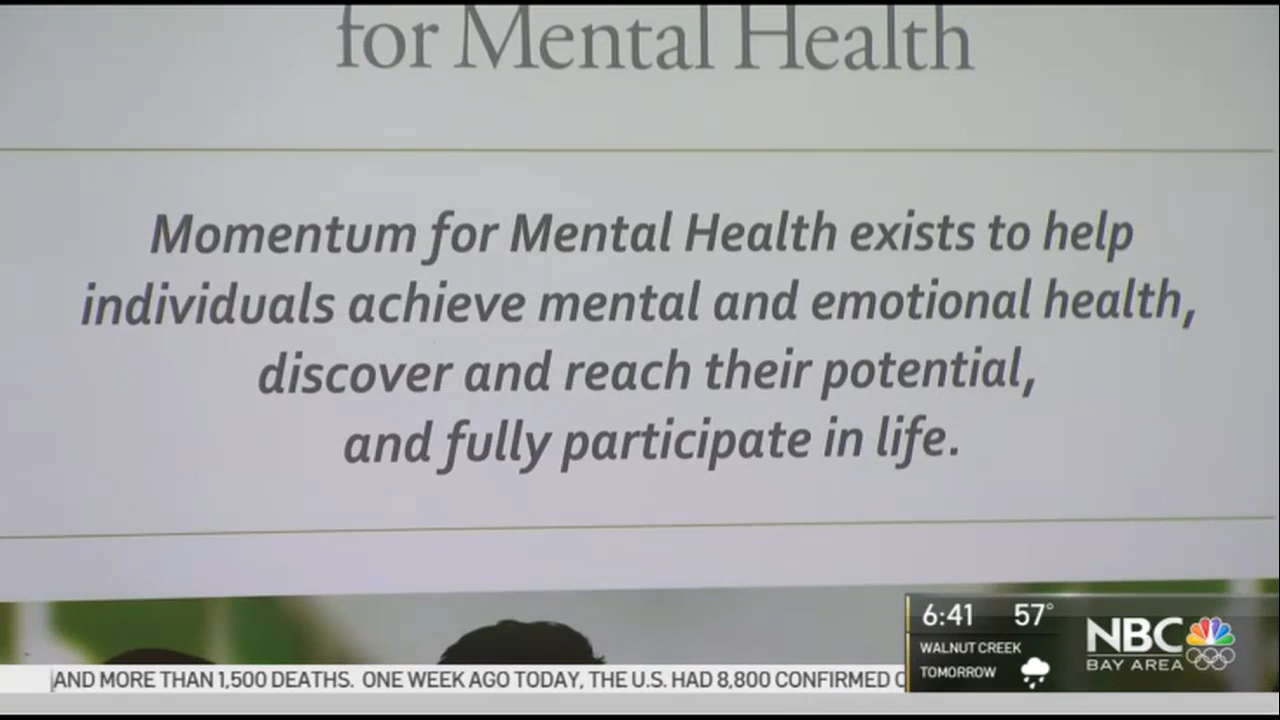 for Mental Health
Momentum for Mental Health exists to help
individuals achieve mental and emotional health,
discover and reach their potential,
and fully participate in life.
6:41 57°
WALNUT CREEK
TOMORROW
NBC
BAY AREA
AND MORE THAN 1,500 DEATHS. ONE WEEK AGO TODAY, THE U.S. HAD 8,800 CONFIRMED